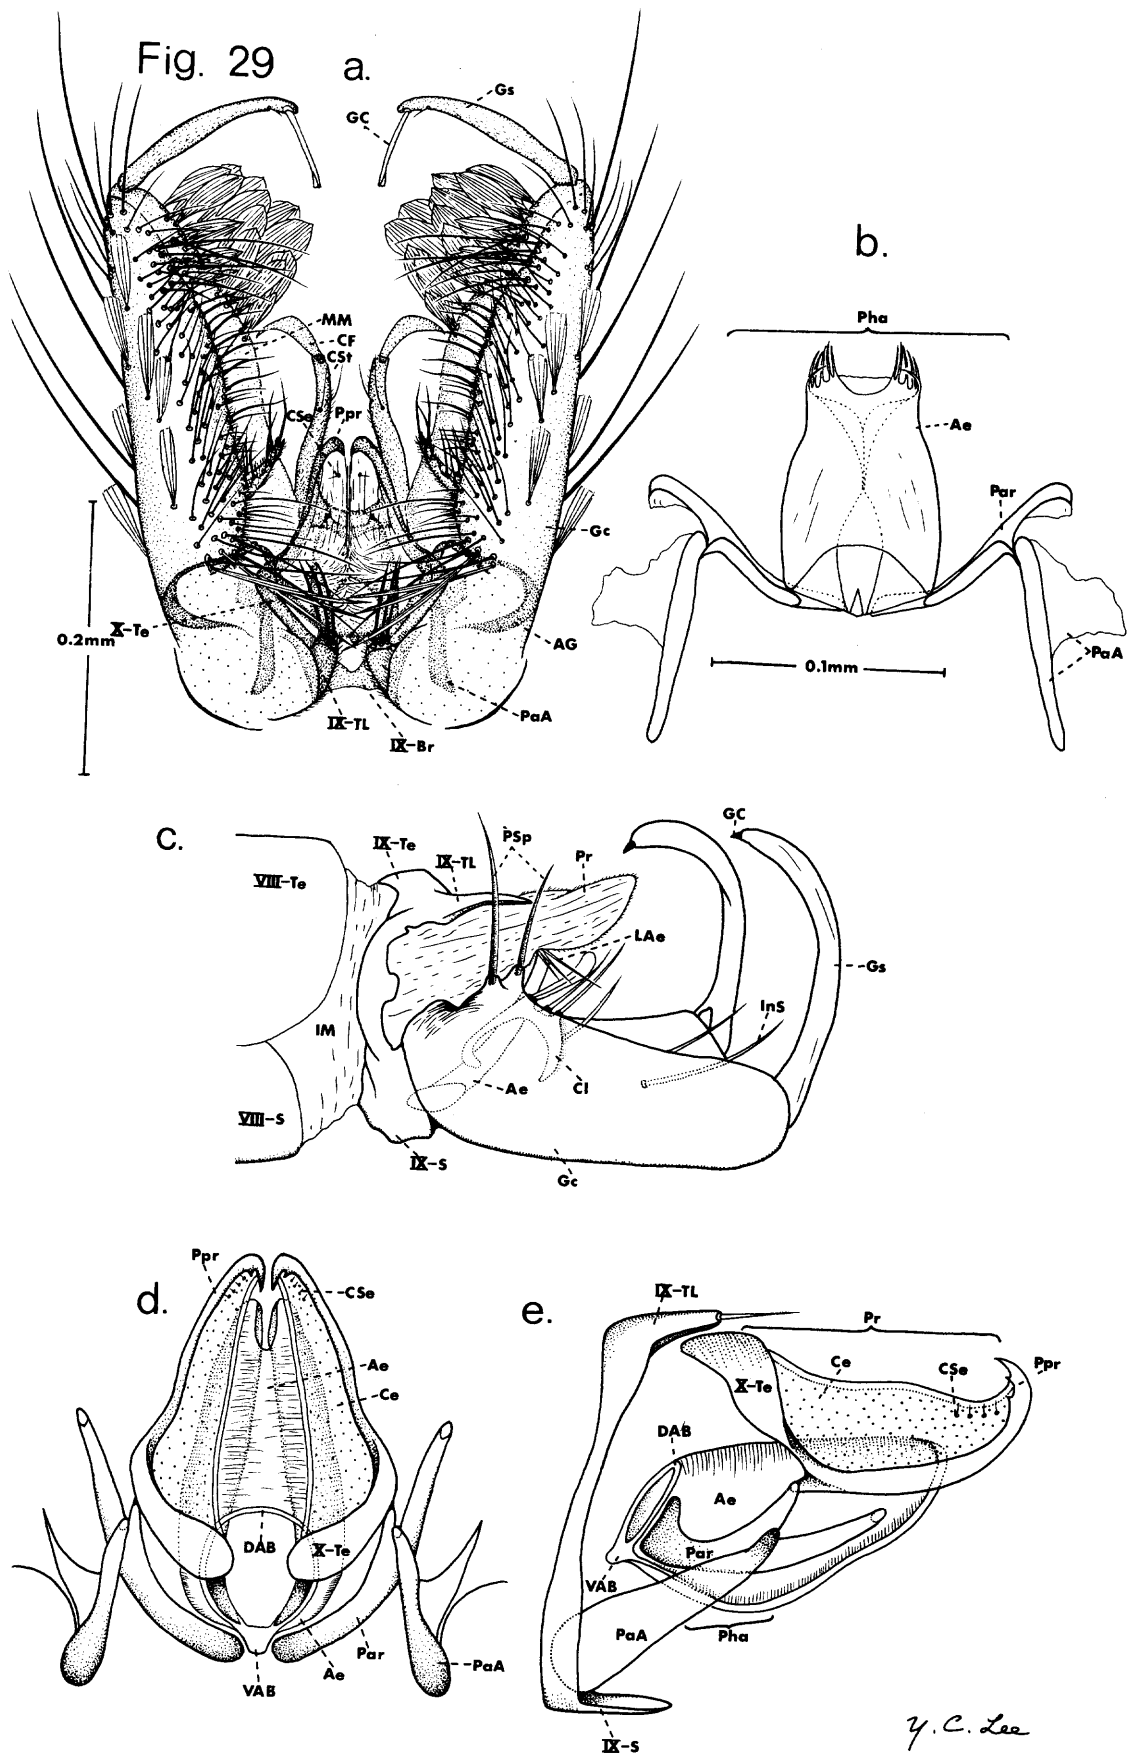 Fig. 29
a.
Gs
GC
MM
CF
CSt
CSe
Ppr
Gc
X-Te
0.2mm
AG
PaA
IX-TL
IX-Br
b.
Pha
Ae
Par
0.1mm
PaA
c.
VIII-Te
IX-Te
IX-TL
PSp
Pr
GC
LAe
Gs
InS
IM
Ae
Cl
VIII-S
IX-S
Gc
d.
Ppr
CSe
Ae
Ce
DAB
X-Te
Par
Ae
PaA
VAB
e.
IX-TL
Pr
Ce
CSe
Ppr
X-Te
DAB
Ae
Par
VAB
PaA
Pha
IX-S
Y. C. Lee